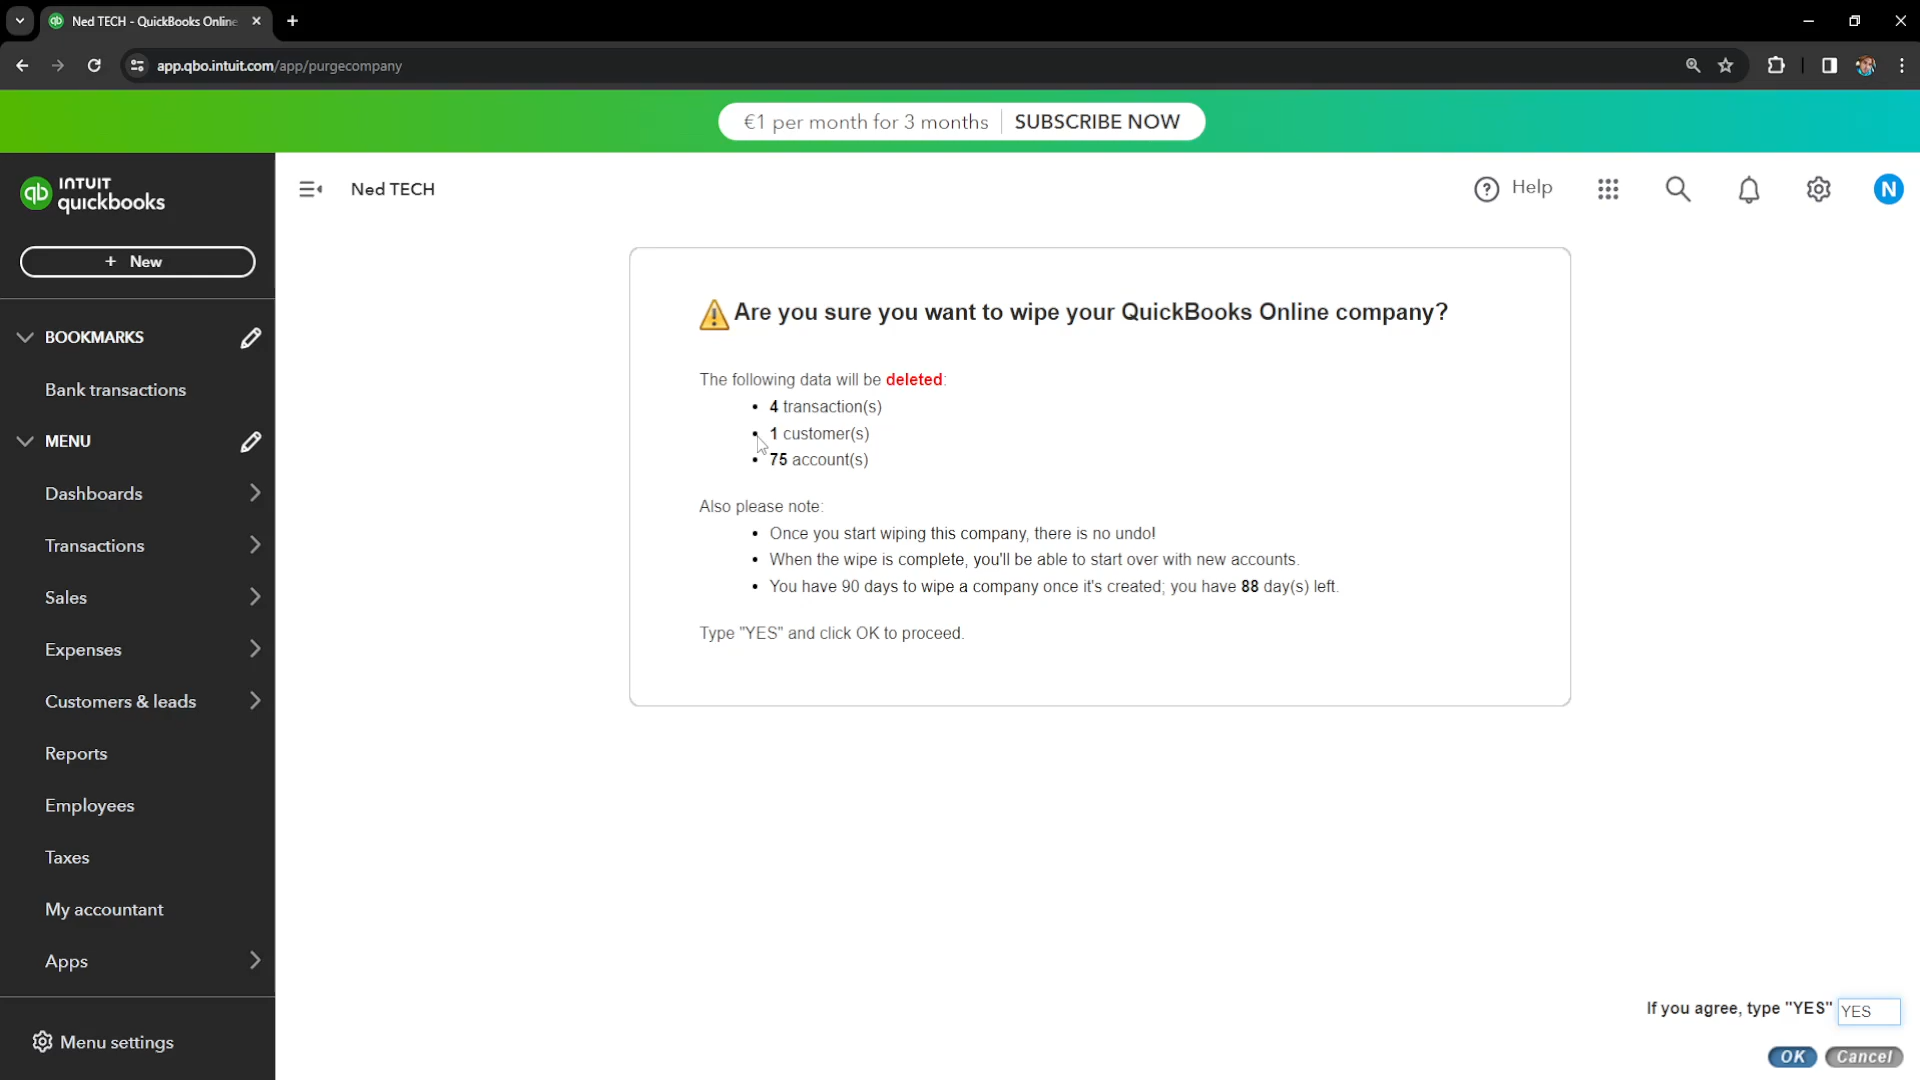 Ned TECH - QuickBooks Online
app.qbo.intuit.com/app/purgecompany
€1 per month for 3 months SUBSCRIBE NOW
INTUIT
quickbooks
Ned TECH
Help
N
+ New
BOOKMARKS
Bank transactions
MENU
Dashboards
Transactions
Sales
Expenses
Customers & leads
Reports
Employees
Taxes
My accountant
Apps
Menu settings
Are you sure you want to wipe your QuickBooks Online company?
The following data will be deleted:
• 4 transaction(s)
• 1 customer(s)
• 75 account(s)
Also please note:
• Once you start wiping this company, there is no undo!
• When the wipe is complete, you'll be able to start over with new accounts.
• You have 90 days to wipe a company once it's created; you have 88 day(s) left.
Type "YES" and click OK to proceed.
If you agree, type "YES" YES
OK Cancel